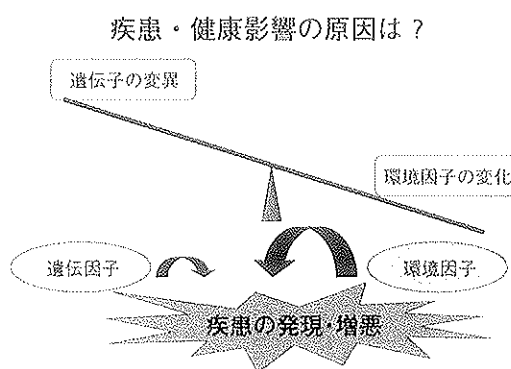 疾患・健康影響の原因は？
遺伝子の変異
環境因子の変化
遺伝因子
環境因子
疾患の発現・増悪